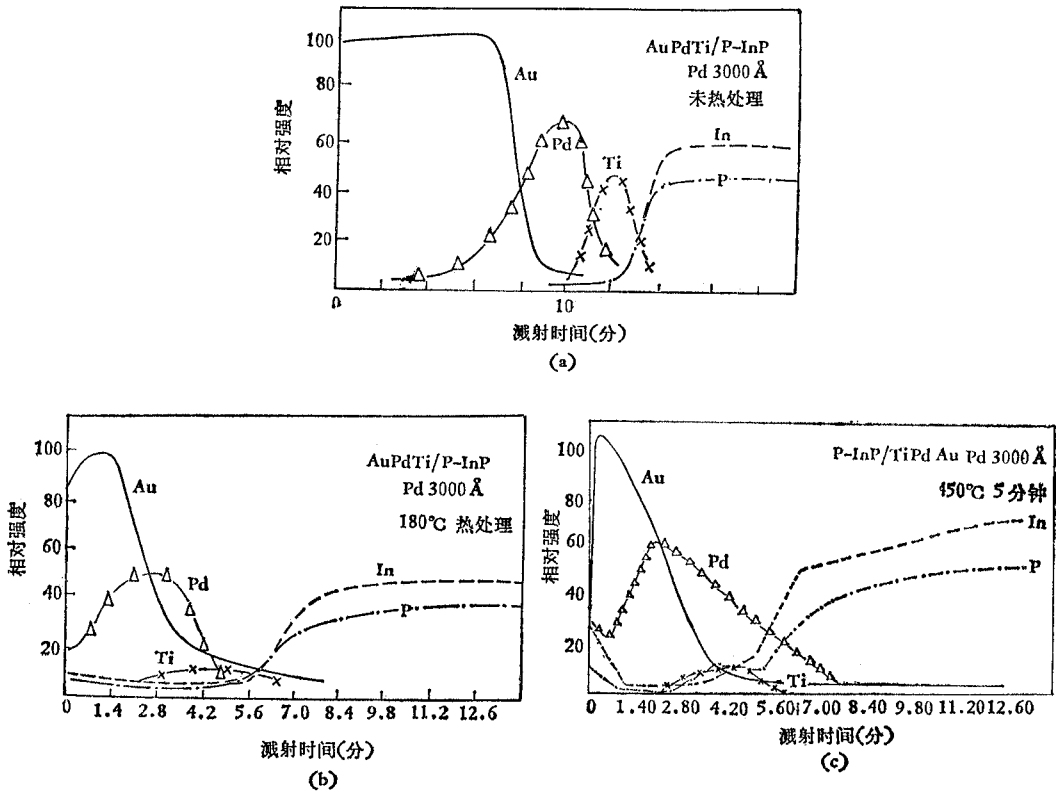 100
80
60
40
20
相对强度
Au
Pd
Ti
AuPdTi/P-InP
Pd 3000 Å
未热处理
In
P
0
10
溅射时间(分)
(a)
100
80
60
40
20
相对强度
Au
Pd
Ti
AuPdTi/P-InP
Pd 3000 Å
180℃ 热处理
In
P
0 1.4 2.8 4.2 5.6 7.0 8.4 9.8 11.2 12.6
溅射时间(分)
(b)
100
80
60
40
20
相对强度
Au
Pd
Ti
P-InP/TiPd Au Pd 3000 Å
450℃ 5分钟
In
P
0 1.40 2.80 4.20 5.60 7.00 8.40 9.80 11.20 12.60
溅射时间(分)
(c)